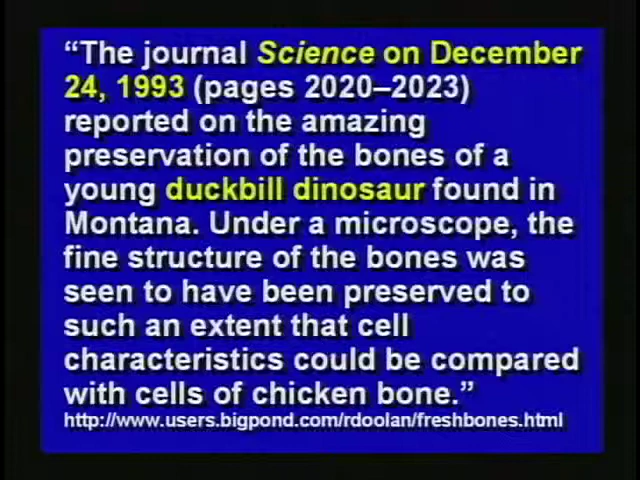 “The journal Science on December
24, 1993 (pages 2020–2023)
reported on the amazing
preservation of the bones of a
young duckbill dinosaur found in
Montana. Under a microscope, the
fine structure of the bones was
seen to have been preserved to
such an extent that cell
characteristics could be compared
with cells of chicken bone.”
http://www.users.bigpond.com/rdoolan/freshbones.html